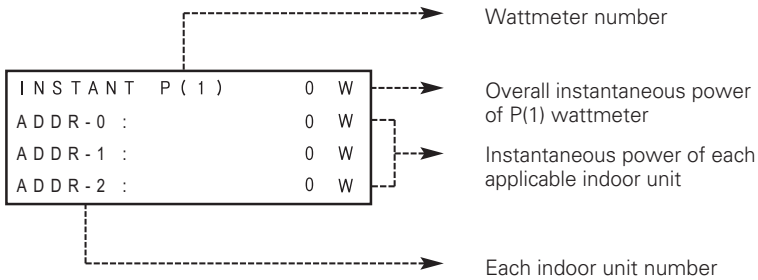 Wattmeter number
INSTANT P(1) 0 W
Overall instantaneous power
of P(1) wattmeter
ADDR-0 : 0 W
ADDR-1 : 0 W
ADDR-2 : 0 W
Instantaneous power of each
applicable indoor unit
Each indoor unit number